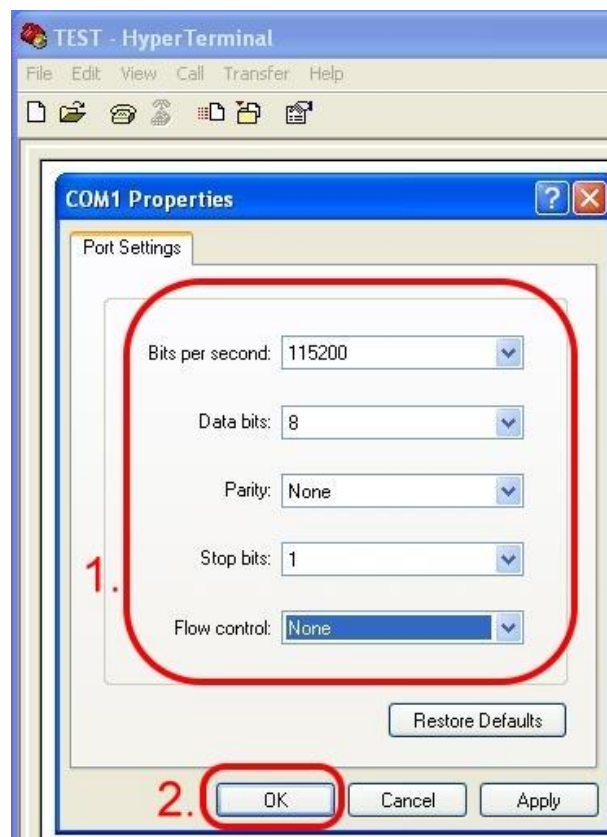 TEST - HyperTerminal
File Edit View Call Transfer Help
COM1 Properties
Port Settings
Bits per second: 115200
Data bits: 8
Parity: None
1.
Stop bits: 1
Flow control: None
Restore Defaults
2.
OK Cancel Apply